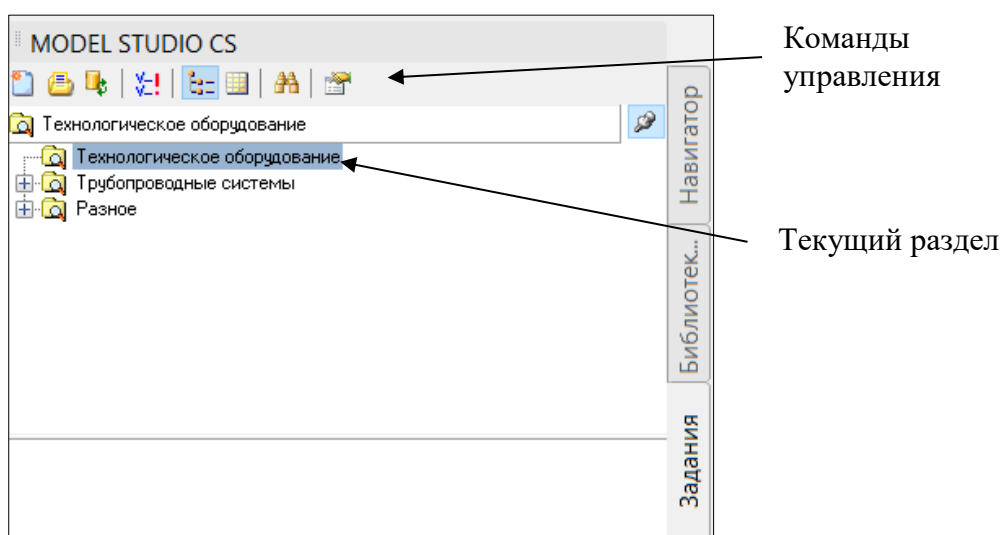 MODEL STUDIO CS
Команды
управления
Технологическое оборудование
Технологическое оборудование
Трубопроводные системы
Разное
Текущий раздел
Навигатор
Библиотек...
Задания